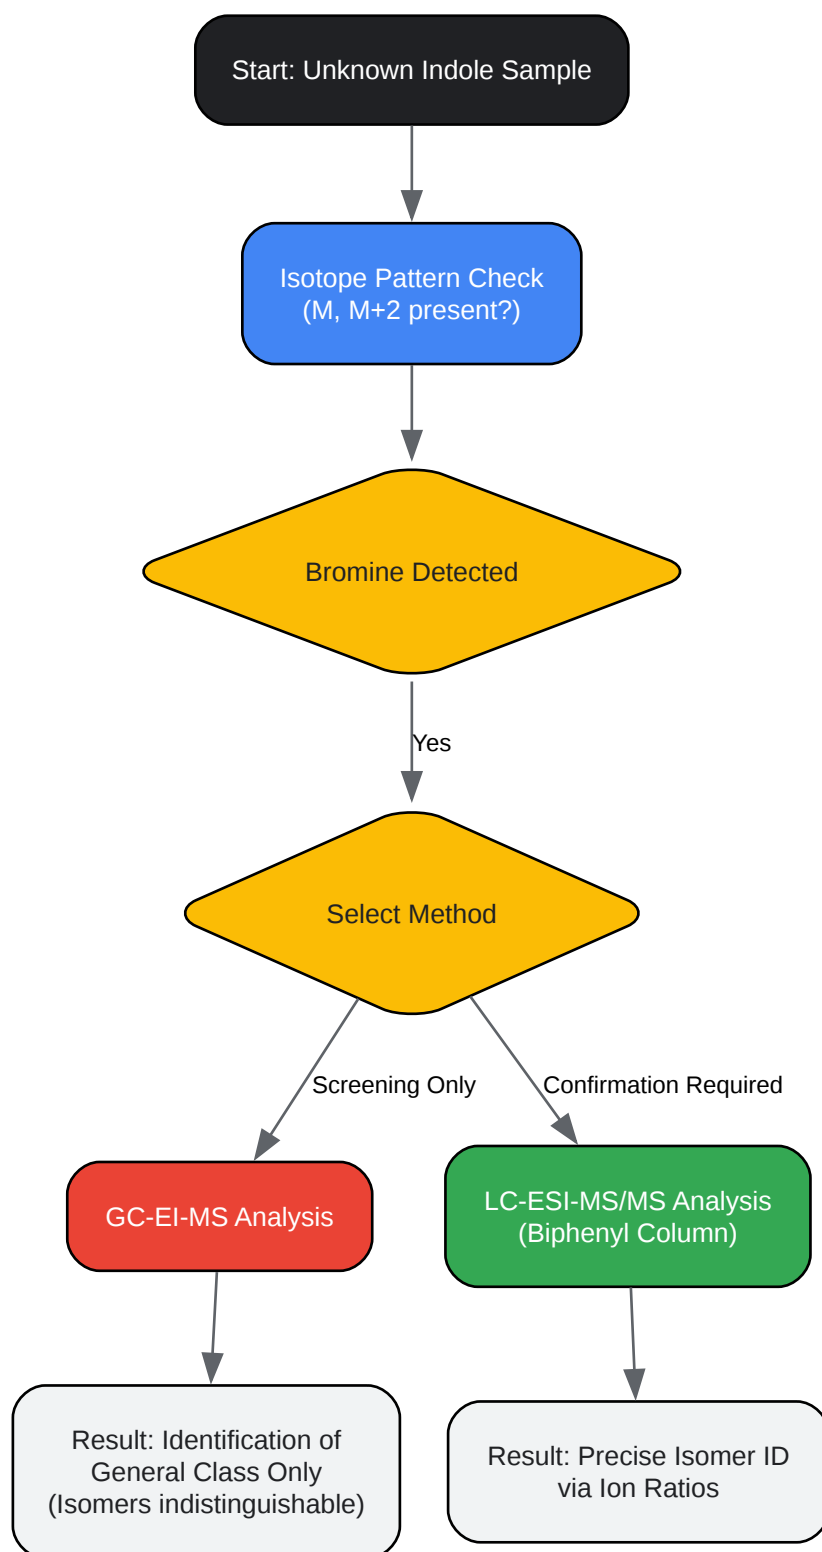 Start: Unknown Indole Sample
Isotope Pattern Check
(M, M+2 present?)
Bromine Detected
Yes
Select Method
Screening Only
Confirmation Required
GC-EI-MS Analysis
LC-ESI-MS/MS Analysis
(Biphenyl Column)
Result: Identification of
General Class Only
(Isomers indistinguishable)
Result: Precise Isomer ID
via Ion Ratios